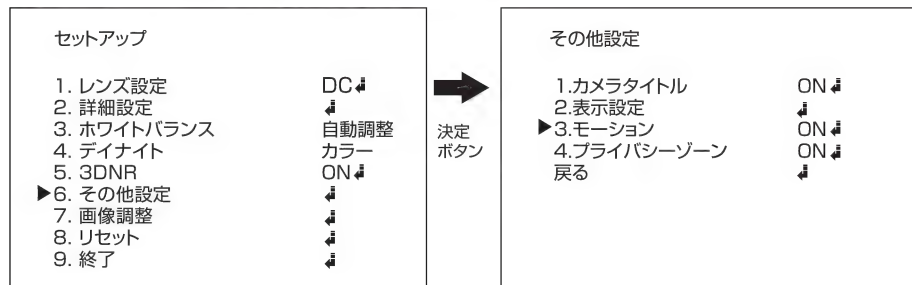 セットアップ
1. レンズ設定 DC↲
2. 詳細設定 ↲
3. ホワイトバランス 自動調整
4. デイナイト カラー
5. 3DNR ON↲
▶6. その他設定 ↲
7. 画像調整 ↲
8. リセット ↲
9. 終了 ↲
決定
ボタン
その他設定
1.カメラタイトル ON↲
2.表示設定 ↲
▶3.モーション ON↲
4.プライバシーゾーン ON↲
戻る ↲